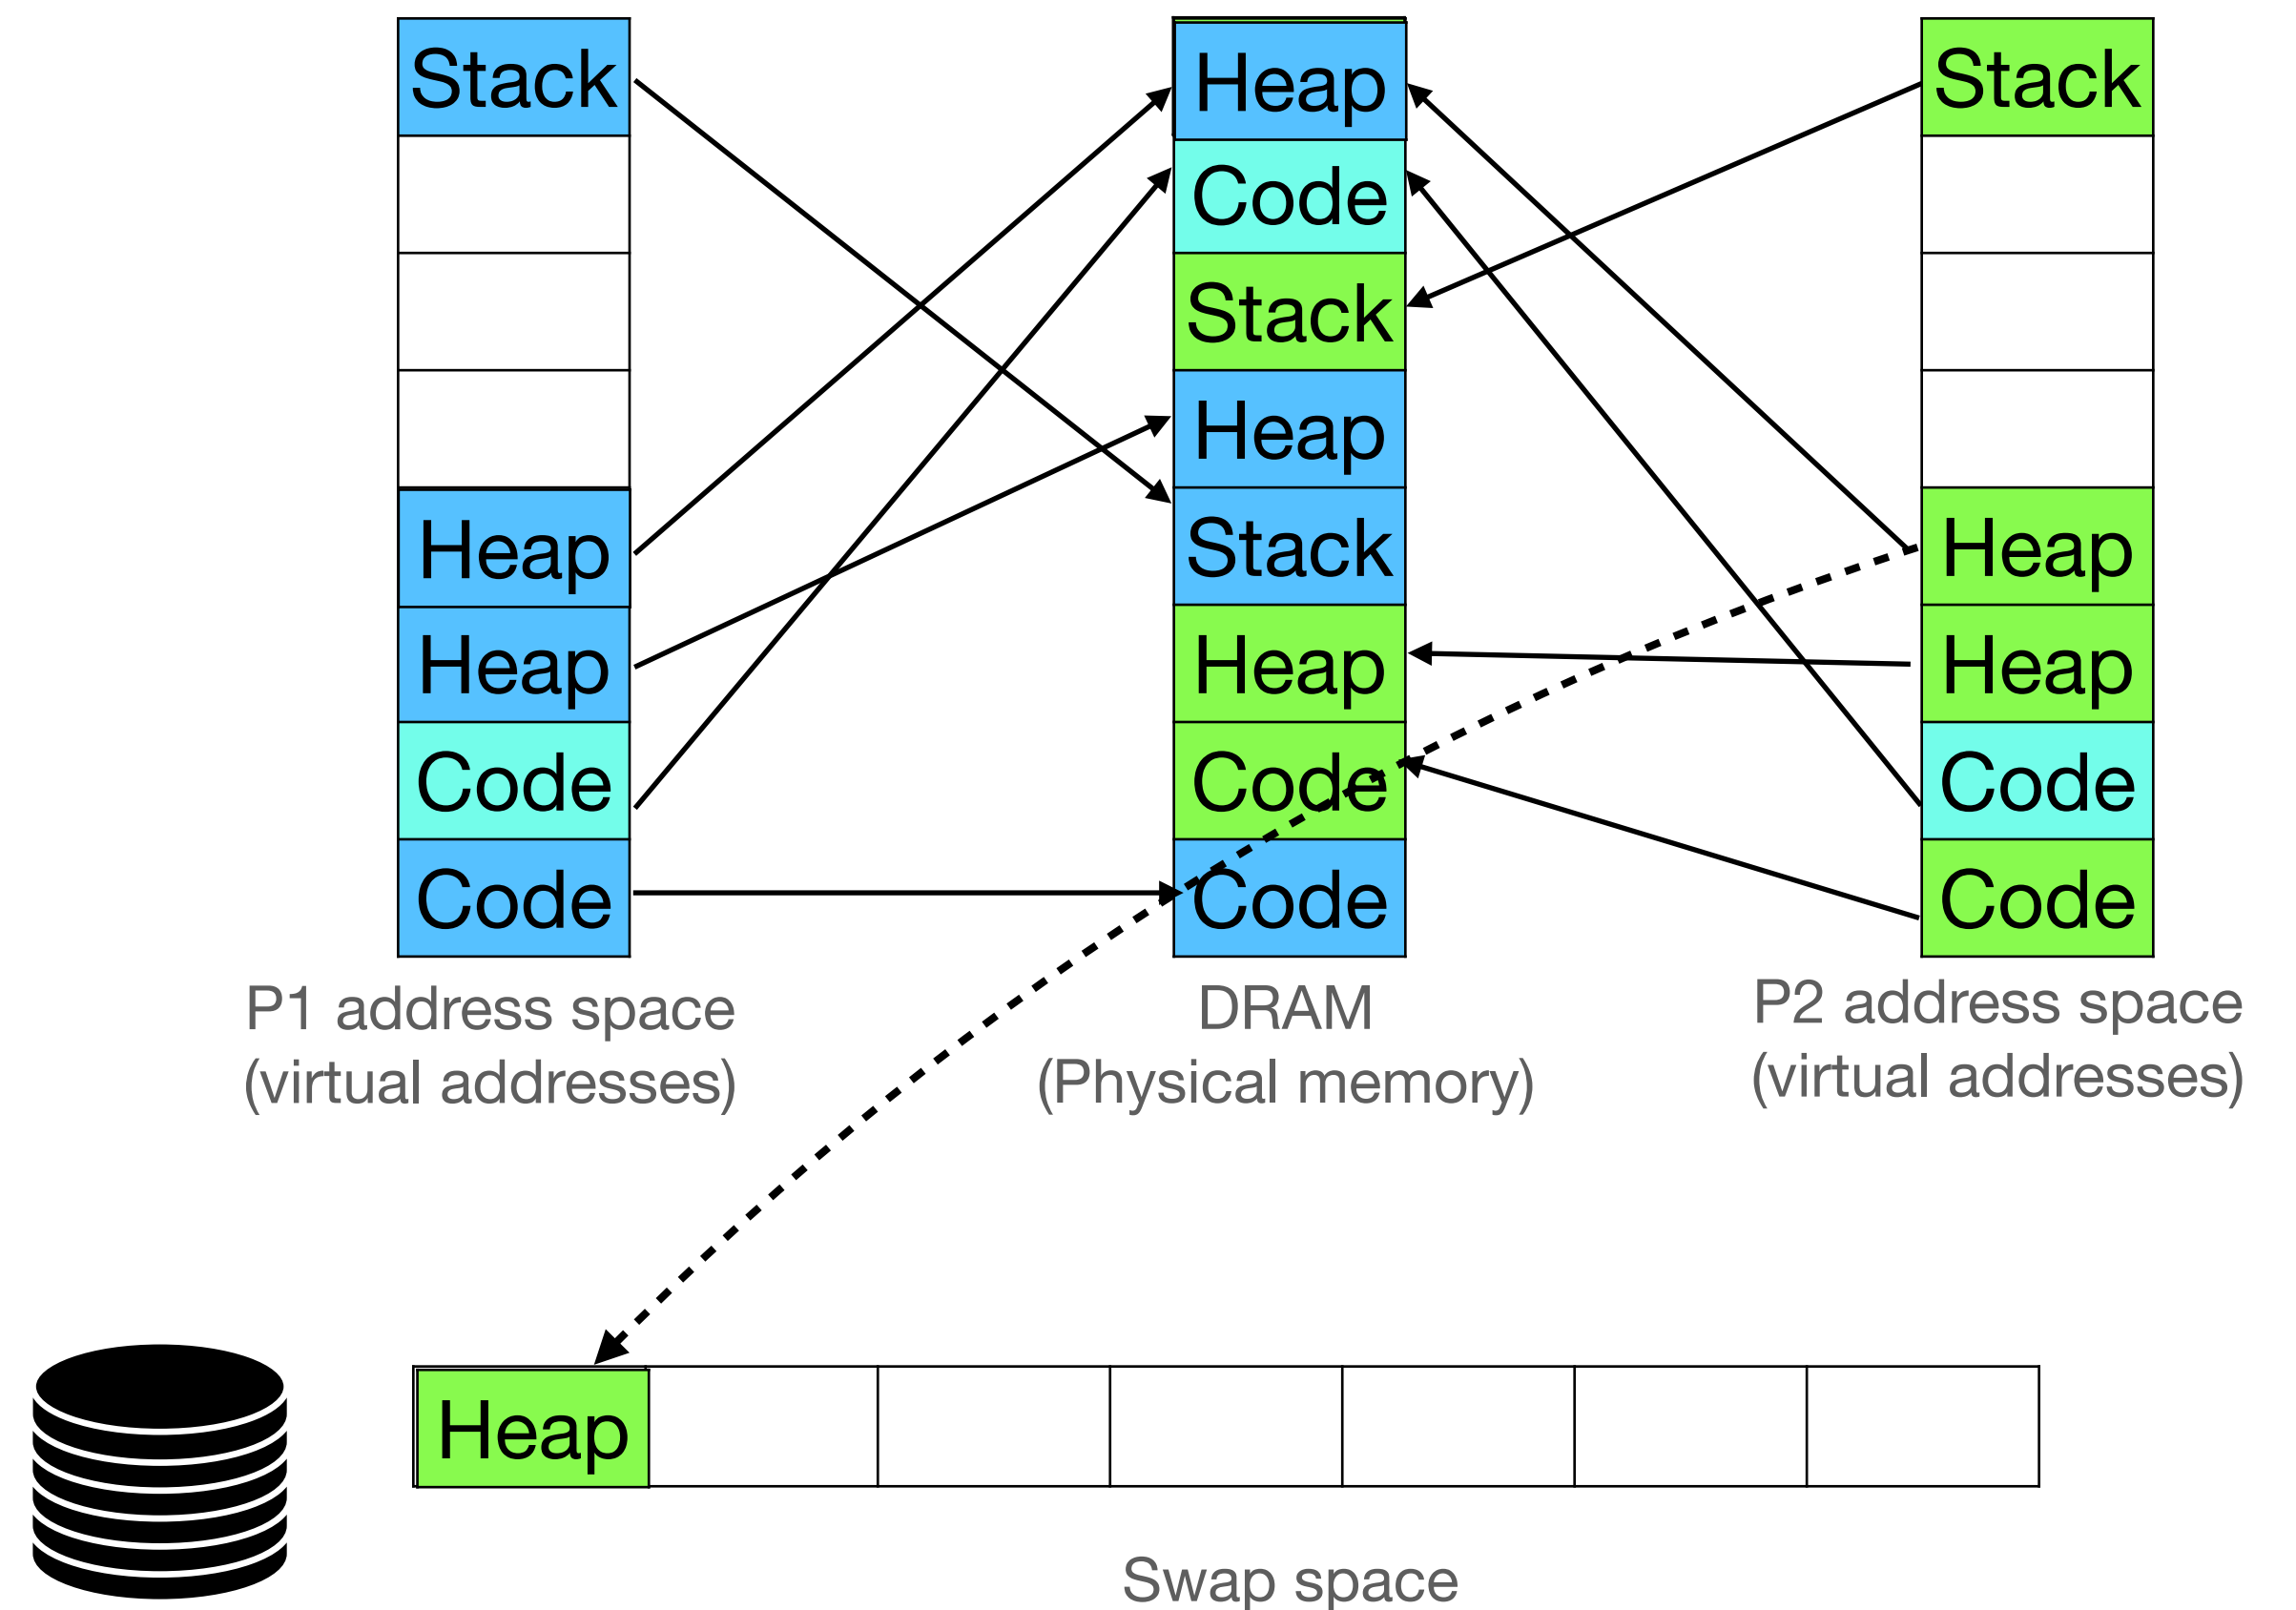 Stack
Heap
Heap
Code
Code
P1 address space
(virtual addresses)
Heap
Code
Stack
Heap
Stack
Heap
Code
Code
DRAM
(Physical memory)
Stack
Heap
Heap
Code
Code
P2 address space
(virtual addresses)
Heap
Swap space